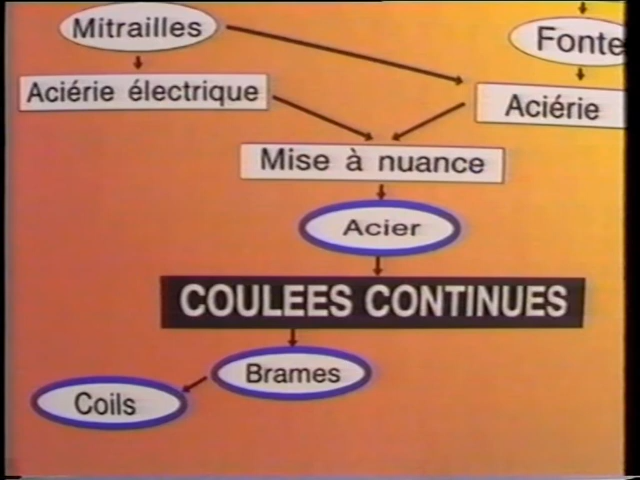 Mitrailles
Fonte
Aciérie électrique
Aciérie
Mise à nuance
Acier
COULEES CONTINUES
Brames
Coils